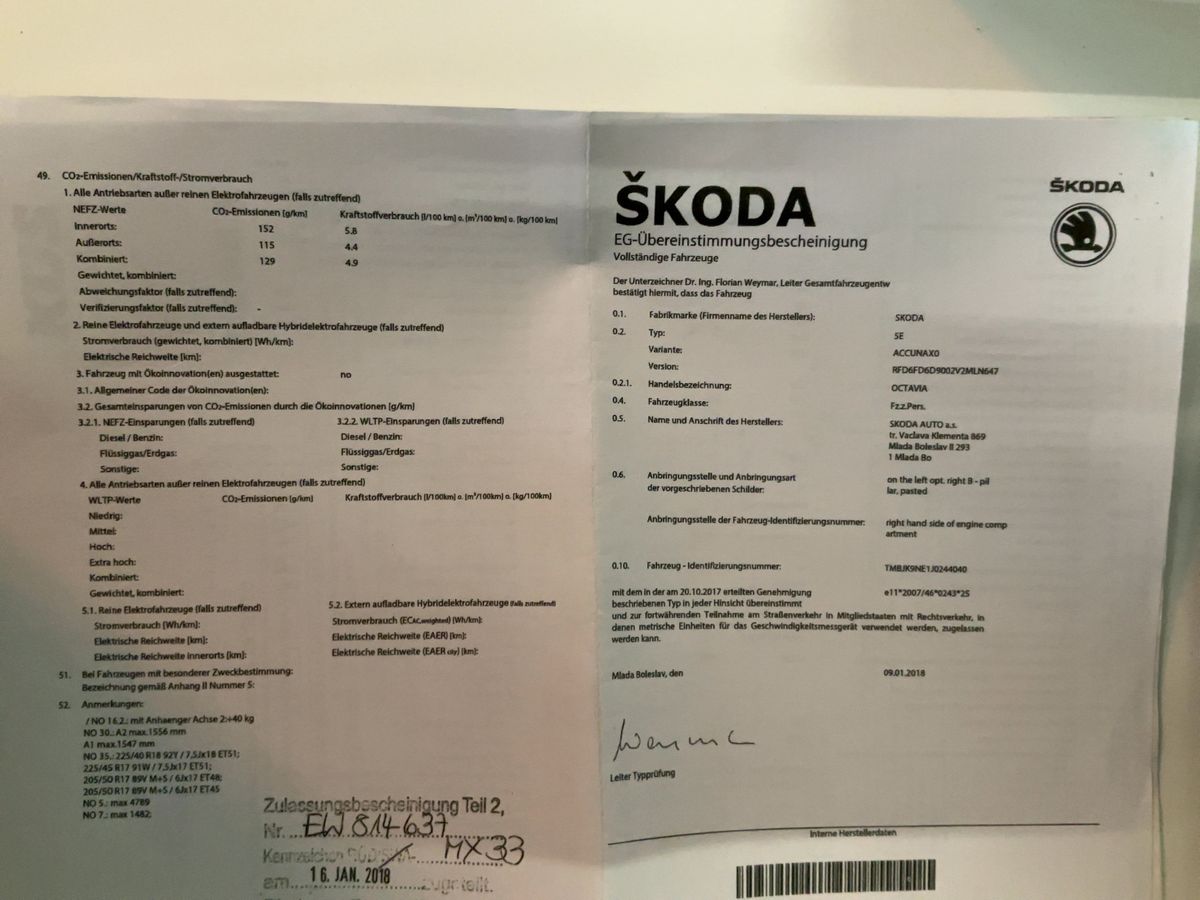 49. CO₂-Emissionen/Kraftstoff-/Stromverbrauch
1. Alle Antriebsarten außer reinen Elektrofahrzeugen (falls zutreffend)
NEFZ-Werte CO₂-Emissionen [g/km] Kraftstoffverbrauch [l/100 km] o. [m³/100 km] o. [kg/100 km]
Innerorts: 152 5.8
Außerorts: 115 4.4
Kombiniert: 129 4.9
Gewichtet, kombiniert:
Abweichungsfaktor (falls zutreffend):
Verifizierungsfaktor (falls zutreffend): -
2. Reine Elektrofahrzeuge und extern aufladbare Hybridelektrofahrzeuge (falls zutreffend)
Stromverbrauch (gewichtet, kombiniert) [Wh/km]:
Elektrische Reichweite [km]:
3. Fahrzeug mit Ökoinnovation(en) ausgestattet: no
3.1. Allgemeiner Code der Ökoinnovation(en):
3.2. Gesamteinsparungen von CO₂-Emissionen durch die Ökoinnovationen [g/km]
3.2.1. NEFZ-Einsparungen (falls zutreffend) 3.2.2. WLTP-Einsparungen (falls zutreffend)
Diesel / Benzin: Diesel / Benzin:
Flüssiggas/Erdgas: Flüssiggas/Erdgas:
Sonstige: Sonstige:
4. Alle Antriebsarten außer reinen Elektrofahrzeugen (falls zutreffend)
WLTP-Werte CO₂-Emissionen [g/km] Kraftstoffverbrauch [l/100km] o. [m³/100km] o. [kg/100km]
Niedrig:
Mittel:
Hoch:
Extra hoch:
Kombiniert:
Gewichtet, kombiniert:
5.1. Reine Elektrofahrzeuge (falls zutreffend) 5.2. Extern aufladbare Hybridelektrofahrzeuge (falls zutreffend)
Stromverbrauch [Wh/km]: Stromverbrauch (EC AC,weighted) [Wh/km]:
Elektrische Reichweite [km]: Elektrische Reichweite (EAER) [km]:
Elektrische Reichweite innerorts [km]: Elektrische Reichweite (EAER city) [km]:
51. Bei Fahrzeugen mit besonderer Zweckbestimmung:
Bezeichnung gemäß Anhang II Nummer 5:
52. Anmerkungen:
/ NO 16.2.: mit Anhaenger Achse 2:+40 kg
NO 30.: A2 max.1556 mm
A1 max.1547 mm
NO 35.: 225/40 R18 92Y / 7,5Jx18 ET51;
225/45 R17 91W / 7,5Jx17 ET51;
205/50 R17 89V M+S / 6Jx17 ET48;
205/50 R17 89V M+S / 6Jx17 ET45
NO 5.: max 4789
NO 7.: max 1482;
Zulassungsbescheinigung Teil 2,
Nr. EW 814637
Kennzeichen MX33
am 16. JAN. 2018 zugeteilt.
ŠKODA
ŠKODA
EG-Übereinstimmungsbescheinigung
Vollständige Fahrzeuge
Der Unterzeichner Dr. Ing. Florian Weymar, Leiter Gesamtfahrzeugentw
bestätigt hiermit, dass das Fahrzeug
0.1. Fabrikmarke (Firmenname des Herstellers): SKODA
0.2. Typ: 5E
Variante: ACCUNAX0
Version: RFD6FD6D9002V2MLN647
0.2.1. Handelsbezeichnung: OCTAVIA
0.4. Fahrzeugklasse: Fz.z.Pers.
0.5. Name und Anschrift des Herstellers: SKODA AUTO a.s.
tr. Vaclava Klementa 869
Mlada Boleslav II 293
1 Mlada Bo
0.6. Anbringungsstelle und Anbringungsart on the left opt. right B - pil
der vorgeschriebenen Schilder: lar, pasted
Anbringungsstelle der Fahrzeug-Identifizierungsnummer: right hand side of engine comp
artment
0.10. Fahrzeug - Identifizierungsnummer: TMBJK9NE1J0244040
mit dem in der am 20.10.2017 erteilten Genehmigung e11*2007/46*0243*25
beschriebenen Typ in jeder Hinsicht übereinstimmt
und zur fortwährenden Teilnahme am Straßenverkehr in Mitgliedstaaten mit Rechtsverkehr, in
denen metrische Einheiten für das Geschwindigkeitsmessgerät verwendet werden, zugelassen
werden kann.
Mlada Boleslav, den 09.01.2018
Leiter Typprüfung
Interne Herstellerdaten